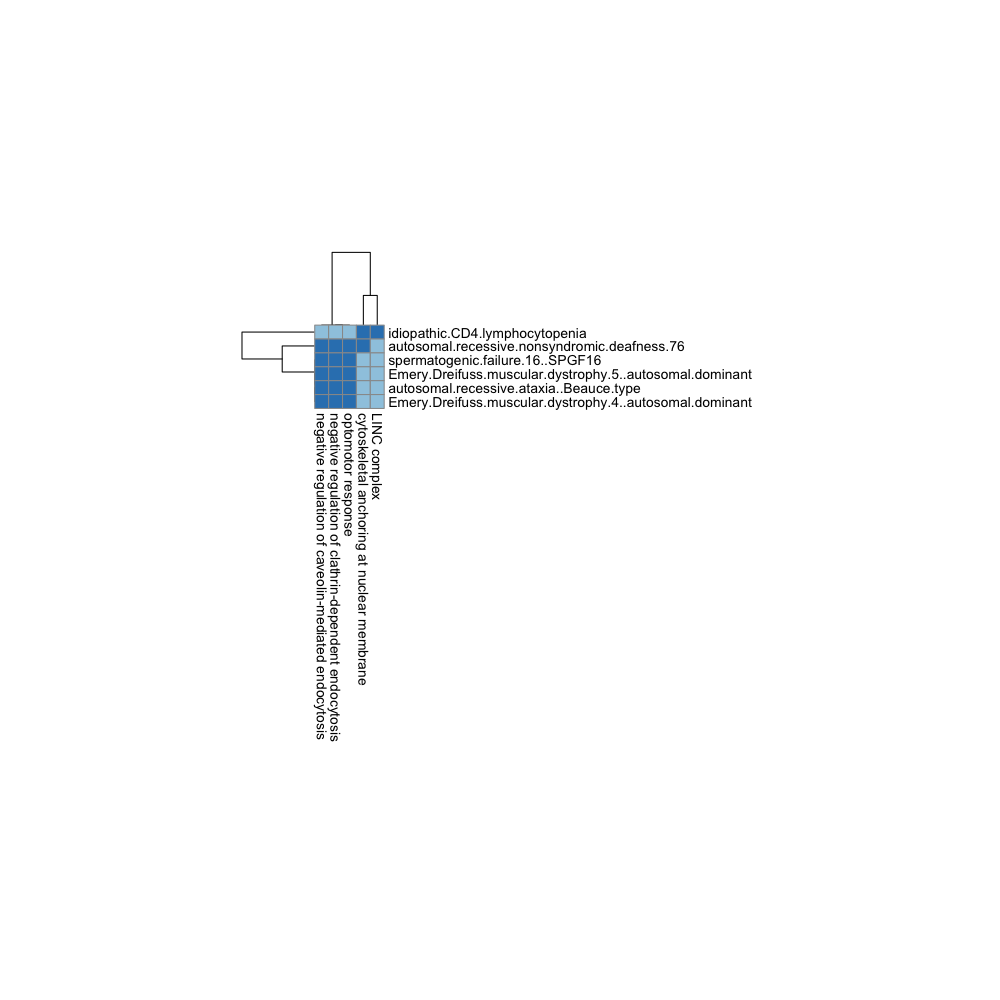 idiopathic.CD4.lymphocytopenia
autosomal.recessive.nonsyndromic.deafness.76
spermatogenic.failure.16..SPGF16
Emery.Dreifuss.muscular.dystrophy.5..autosomal.dominant
autosomal.recessive.ataxia..Beauce.type
Emery.Dreifuss.muscular.dystrophy.4..autosomal.dominant
negative regulation of caveolin-mediated endocytosis
negative regulation of clathrin-dependent endocytosis
optomotor response
cytoskeletal anchoring at nuclear membrane
LINC complex